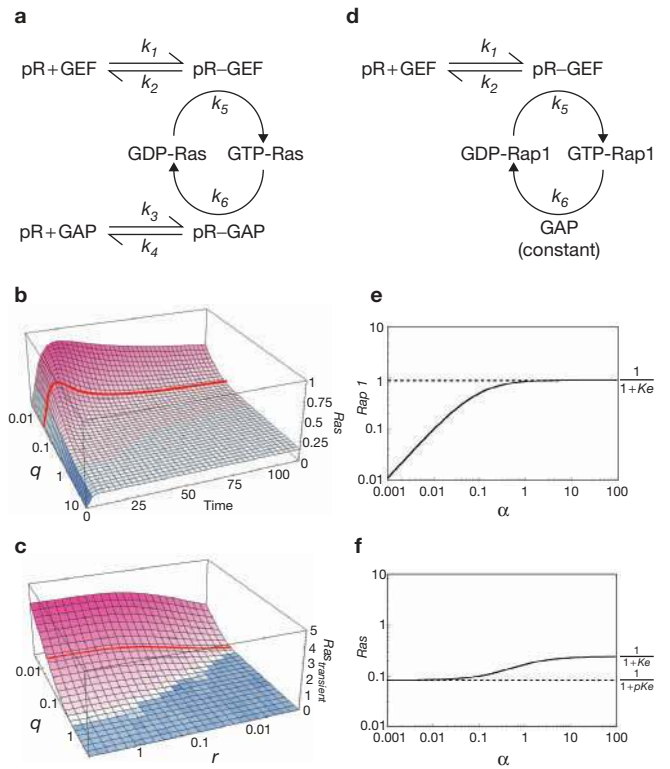 a
k1
pR+GEF pR–GEF
k2
k5
GDP-Ras GTP-Ras
k6
k3
pR+GAP pR–GAP
k4
d
k1
pR+GEF pR–GEF
k2
k5
GDP-Rap1 GTP-Rap1
k6
GAP
(constant)
b
1
0.75
0.5
0.25
0
Ras
0.01
0.1
1
10
q
0
25
50
75
100
Time
e
10
1
0.1
0.01
Rap 1
0.001 0.01 0.1 1 10 100
α
1
1+Ke
c
5
4
3
2
1
0
Ras transient
0.01
0.1
1
q
1
0.1
0.01
r
f
10
1
0.1
0.01
Ras
0.001 0.01 0.1 1 10 100
α
1
1+Ke
1
1+pKe